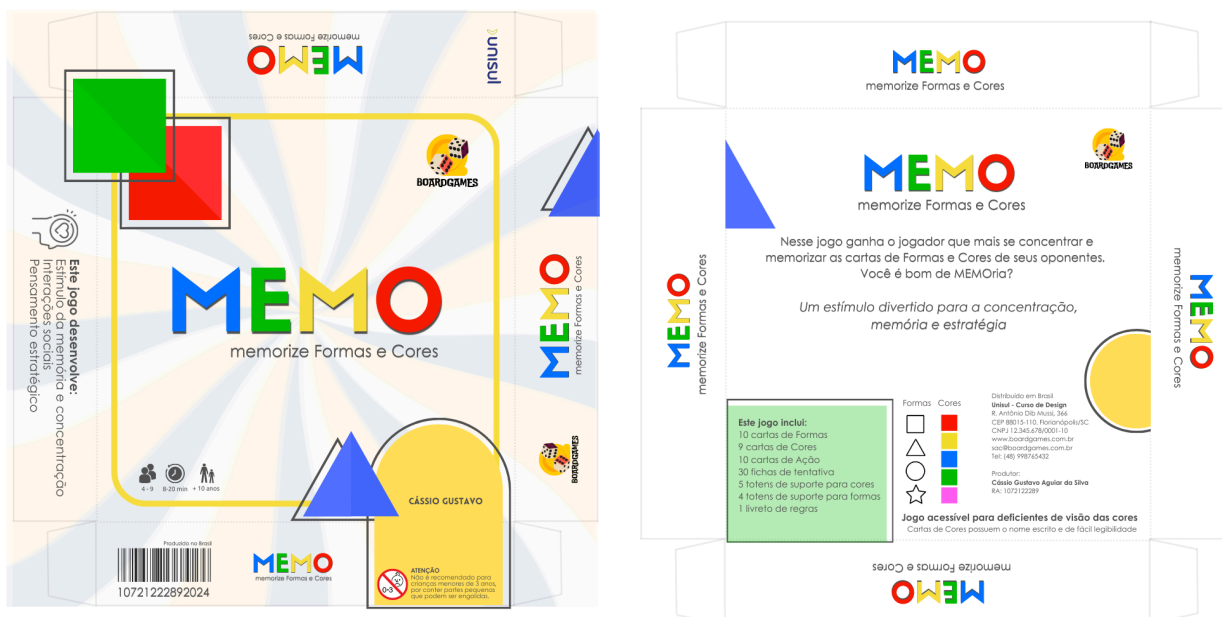 MEMO
memorize Formas e Cores
unisul
BOARDGAMES
Este jogo desenvolve:
Estímulo da memória e concentração
Interações sociais
Pensamento estratégico
MEMO
memorize Formas e Cores
MEMO
memorize Formas e Cores
4 - 9
8-20 min
+ 10 anos
CÁSSIO GUSTAVO
BOARDGAMES
Produzido no Brasil
10721222892024
MEMO
memorize Formas e Cores
0-3
ATENÇÃO
Não é recomendado para
crianças menores de 3 anos,
por conter partes pequenas
que podem ser engolidas.
MEMO
memorize Formas e Cores
MEMO
memorize Formas e Cores
BOARDGAMES
Nesse jogo ganha o jogador que mais se concentrar e
memorizar as cartas de Formas e Cores de seus oponentes.
Você é bom de MEMOria?
Um estímulo divertido para a concentração,
memória e estratégia
MEMO
memorize Formas e Cores
MEMO
memorize Formas e Cores
Este jogo inclui:
10 cartas de Formas
9 cartas de Cores
10 cartas de Ação
30 fichas de tentativa
5 totens de suporte para cores
4 totens de suporte para formas
1 livreto de regras
Formas
Cores
Distribuído em Brasil
Unisul - Curso de Design
R. Antônio Dib Mussi, 366
CEP 88015-110, Florianópolis/SC
CNPJ 12.345.678/0001-10
www.boardgames.com.br
sac@boardgames.com.br
Tel: (48) 998765432
Produtor:
Cássio Gustavo Aguiar da Silva
RA: 1072122289
Jogo acessível para deficientes de visão das cores
Cartas de Cores possuem o nome escrito e de fácil legibilidade
MEMO
memorize Formas e Cores